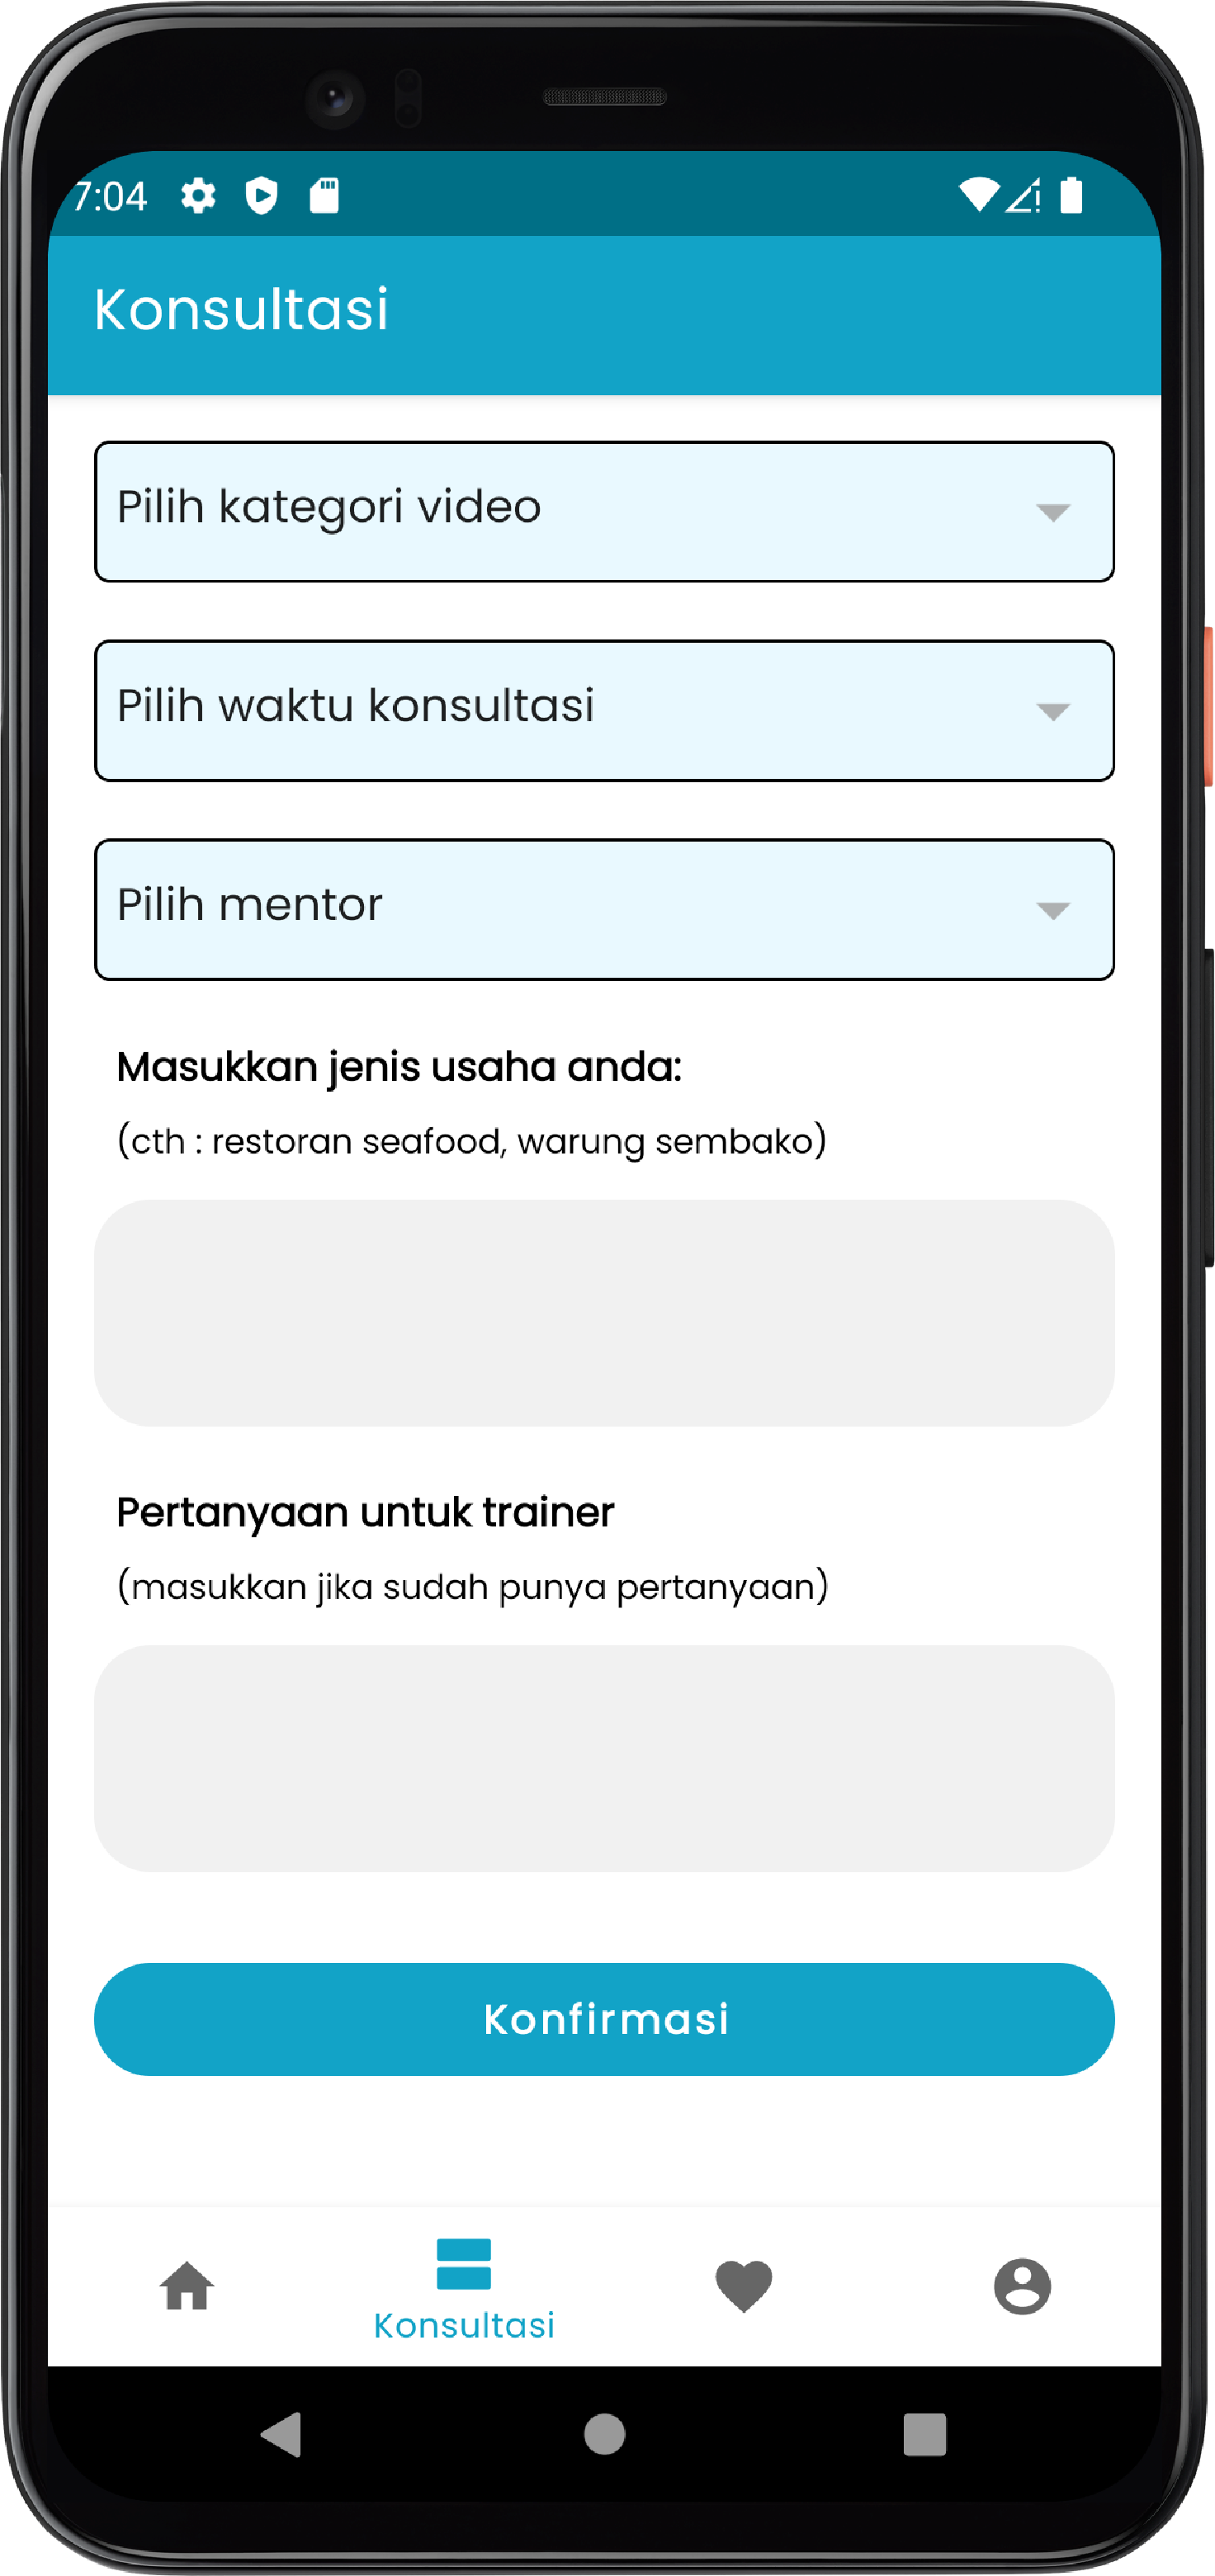 7:04
Konsultasi
Pilih kategori video
Pilih waktu konsultasi
Pilih mentor
Masukkan jenis usaha anda:
(cth : restoran seafood, warung sembako)
Pertanyaan untuk trainer
(masukkan jika sudah punya pertanyaan)
Konfirmasi
Konsultasi